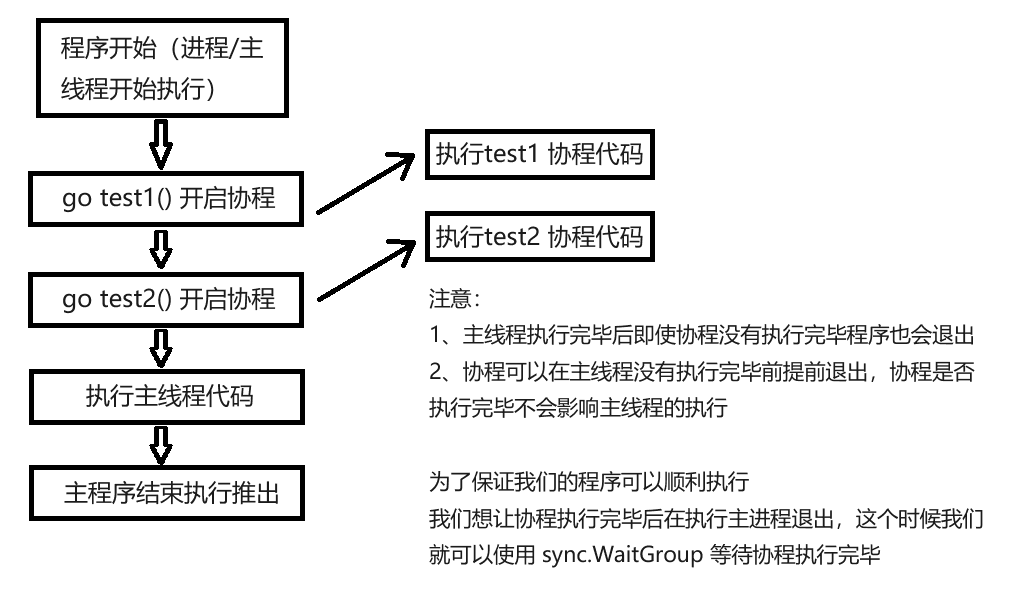 程序开始（进程/主
线程开始执行）
go test1() 开启协程
go test2() 开启协程
执行主线程代码
主程序结束执行推出
执行test1 协程代码
执行test2 协程代码
注意：
1、主线程执行完毕后即使协程没有执行完毕程序也会退出
2、协程可以在主线程没有执行完毕前提前退出，协程是否
执行完毕不会影响主线程的执行
为了保证我们的程序可以顺利执行
我们想让协程执行完毕后在执行主进程退出，这个时候我们
就可以使用 sync.WaitGroup 等待协程执行完毕